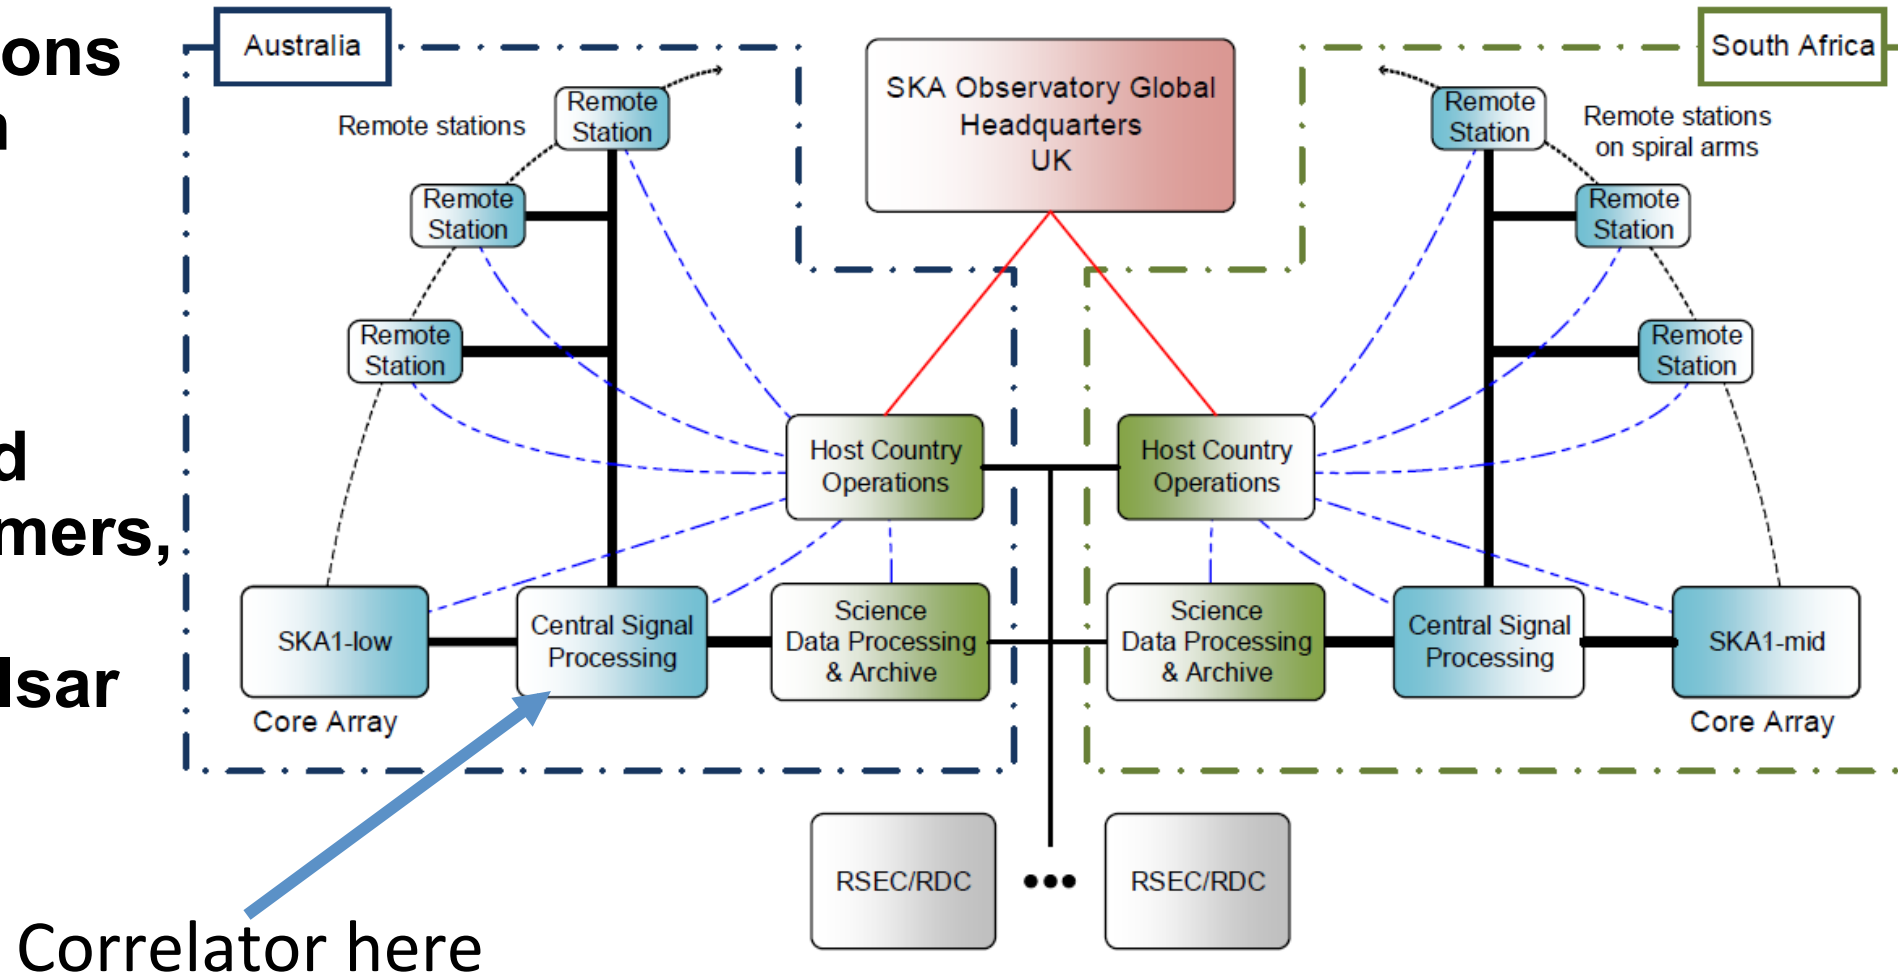 ons
n
d
mers,
lsar
Australia
South Africa
SKA Observatory Global
Headquarters
UK
Remote
Station
Remote stations
Remote
Station
Remote
Station
Remote
Station
Remote stations
on spiral arms
Remote
Station
Remote
Station
Host Country
Operations
Host Country
Operations
SKA1-low
Core Array
Central Signal
Processing
Science
Data Processing
& Archive
Science
Data Processing
& Archive
Central Signal
Processing
SKA1-mid
Core Array
RSEC/RDC
•••
RSEC/RDC
Correlator here